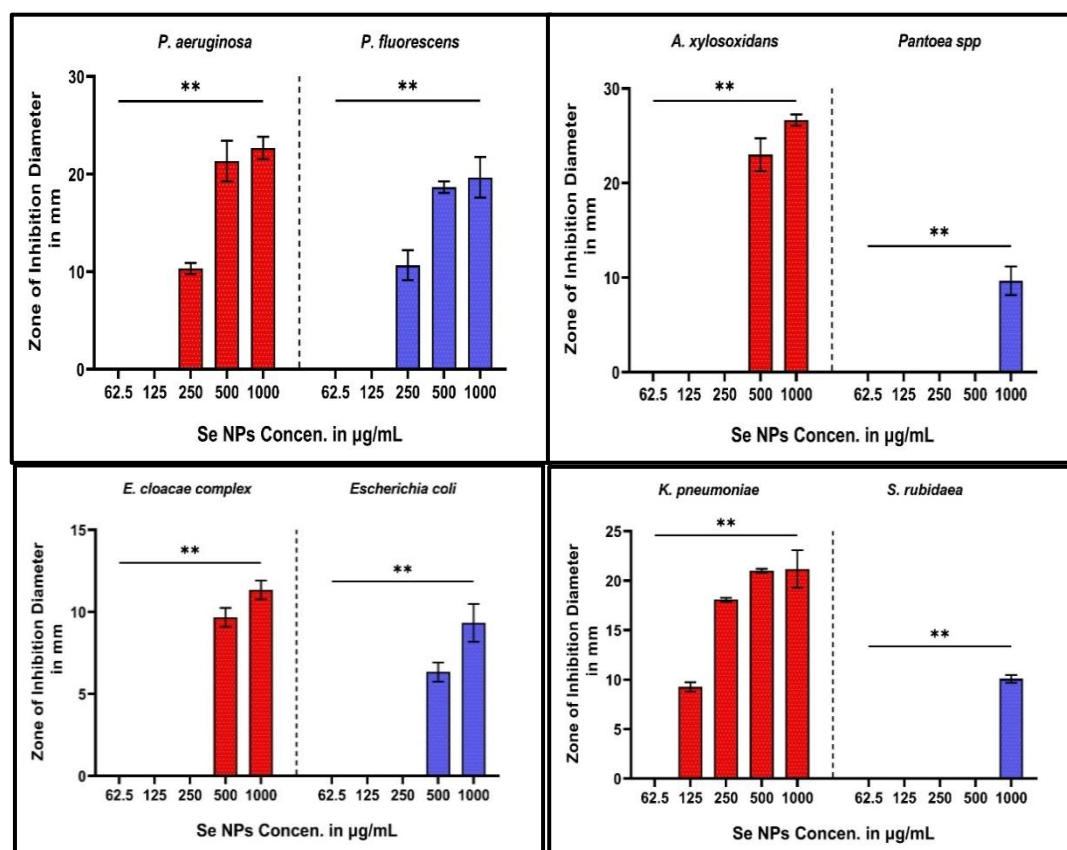 P. aeruginosa P. fluorescens
** **
Zone of Inhibition Diameter
in mm
30
20
10
0
62.5 125 250 500 1000 62.5 125 250 500 1000
Se NPs Concen. in µg/mL
A. xylosoxidans Pantoea spp
** **
Zone of Inhibition Diameter
in mm
30
20
10
0
62.5 125 250 500 1000 62.5 125 250 500 1000
Se NPs Concen. in µg/mL
E. cloacae complex Escherichia coli
** **
Zone of Inhibition Diameter
in mm
15
10
5
0
62.5 125 250 500 1000 62.5 125 250 500 1000
Se NPs Concen. in µg/mL
K. pneumoniae S. rubidaea
** **
Zone of Inhibition Diameter
in mm
25
20
15
10
5
0
62.5 125 250 500 1000 62.5 125 250 500 1000
Se NPs Concen. in µg/mL